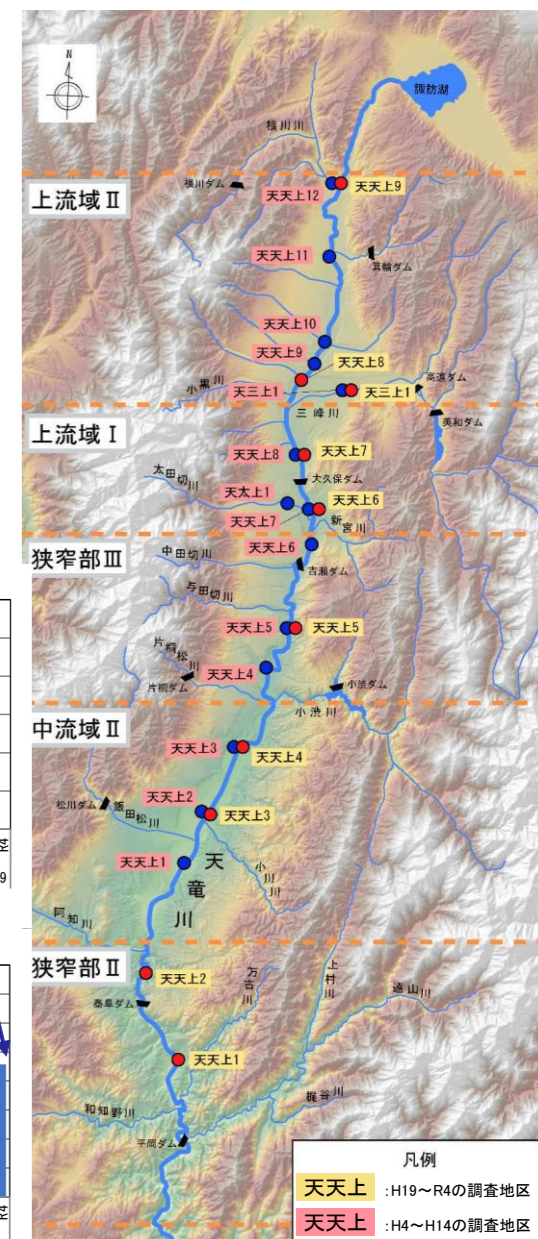 N
諏訪湖
横川川
上流域Ⅱ
横川ダム
天天上12
天天上9
天天上11
箕輪ダム
天天上10
天天上9
天天上8
小黒川
天三上1
天三上1
高遠ダム
三峰川
美和ダム
上流域Ⅰ
天天上8
天天上7
太田切川
大久保ダム
天太上1
天天上6
天天上7
新宮川
狭窄部Ⅲ
天天上6
中田切川
吉瀬ダム
与田切川
天天上5
天天上5
片桐松川
天天上4
片桐ダム
小渋ダム
小渋川
中流域Ⅱ
天天上3
天天上4
松川ダム
飯田松川
天天上2
天天上3
天天上1
天竜川
小川川
阿知川
狭窄部Ⅱ
天天上2
万古川
上村川
遠山川
泰阜ダム
天天上1
和知野川
梶谷川
平岡ダム
凡例
天天上 :H19~R4の調査地区
天天上 :H4~H14の調査地区
9